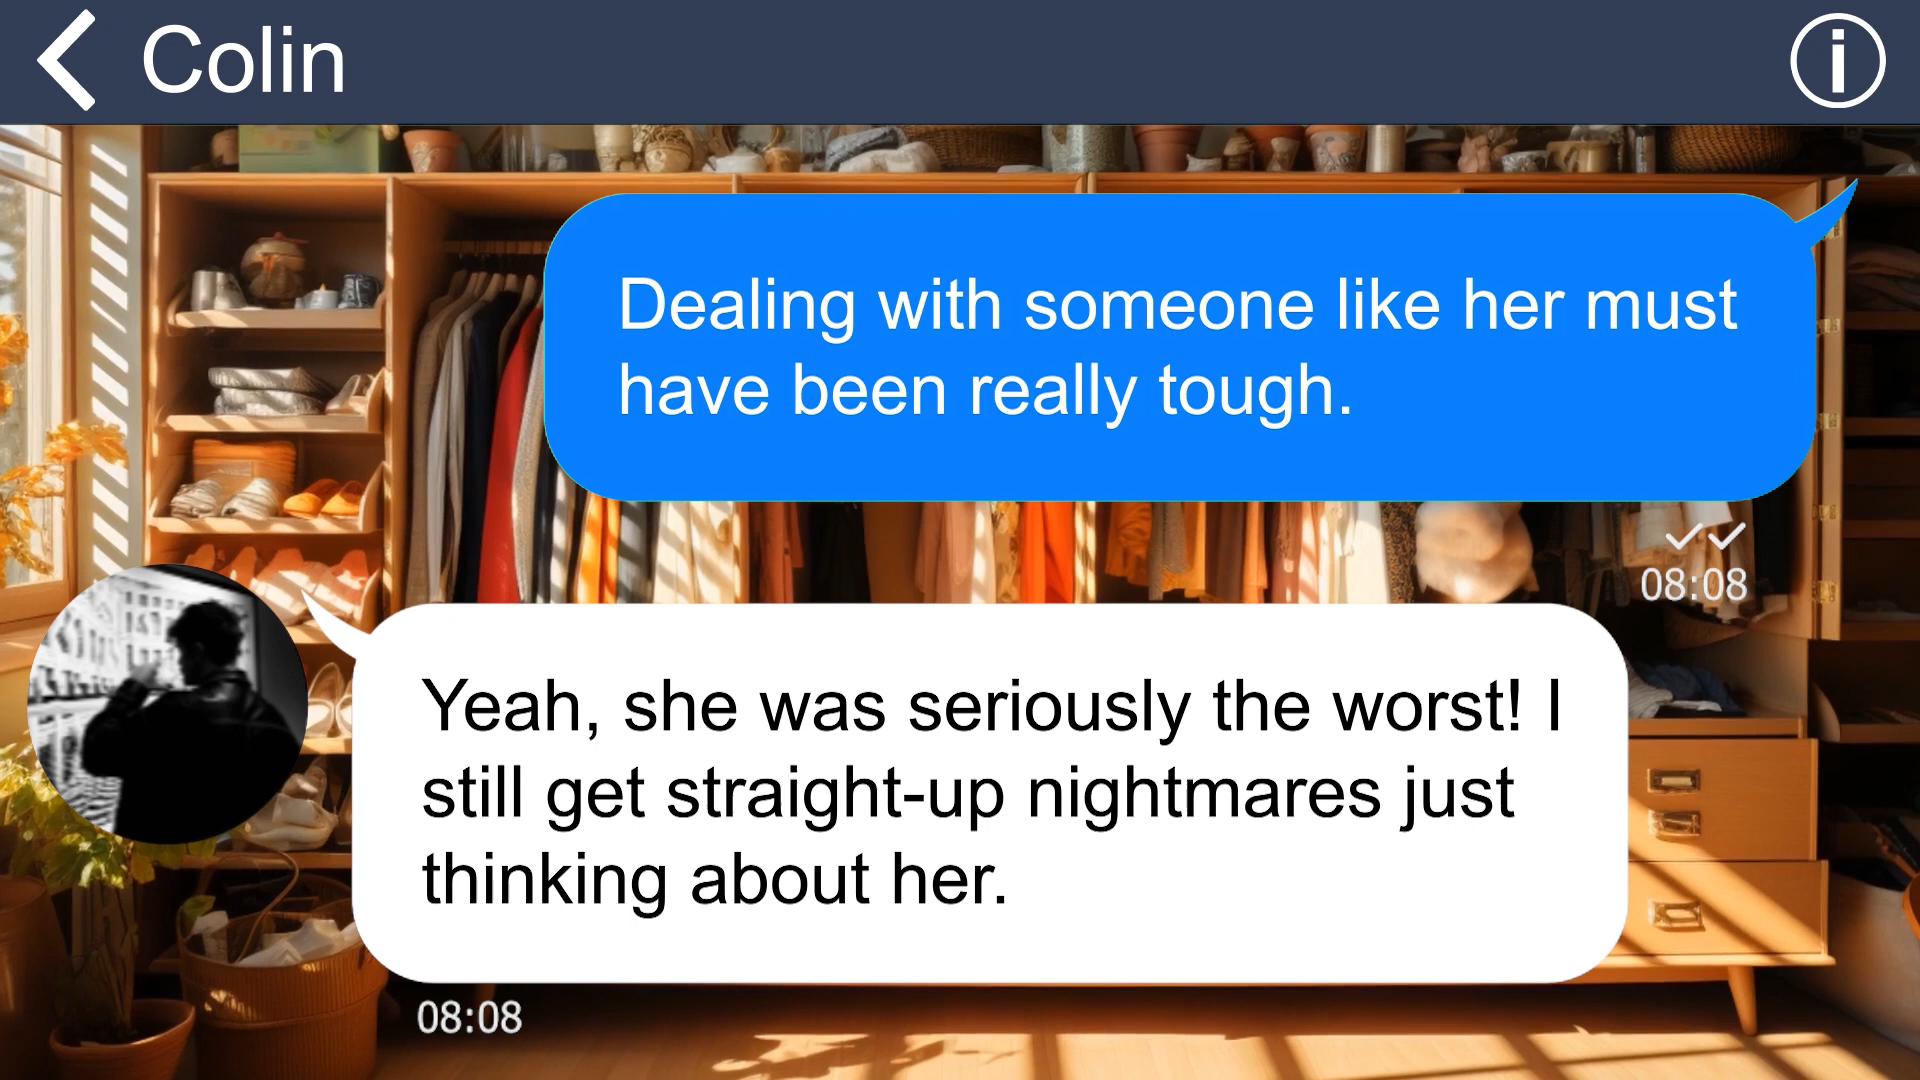 Colin
Dealing with someone like her must
have been really tough.
08:08
Yeah, she was seriously the worst! I
still get straight-up nightmares just
thinking about her.
08:08